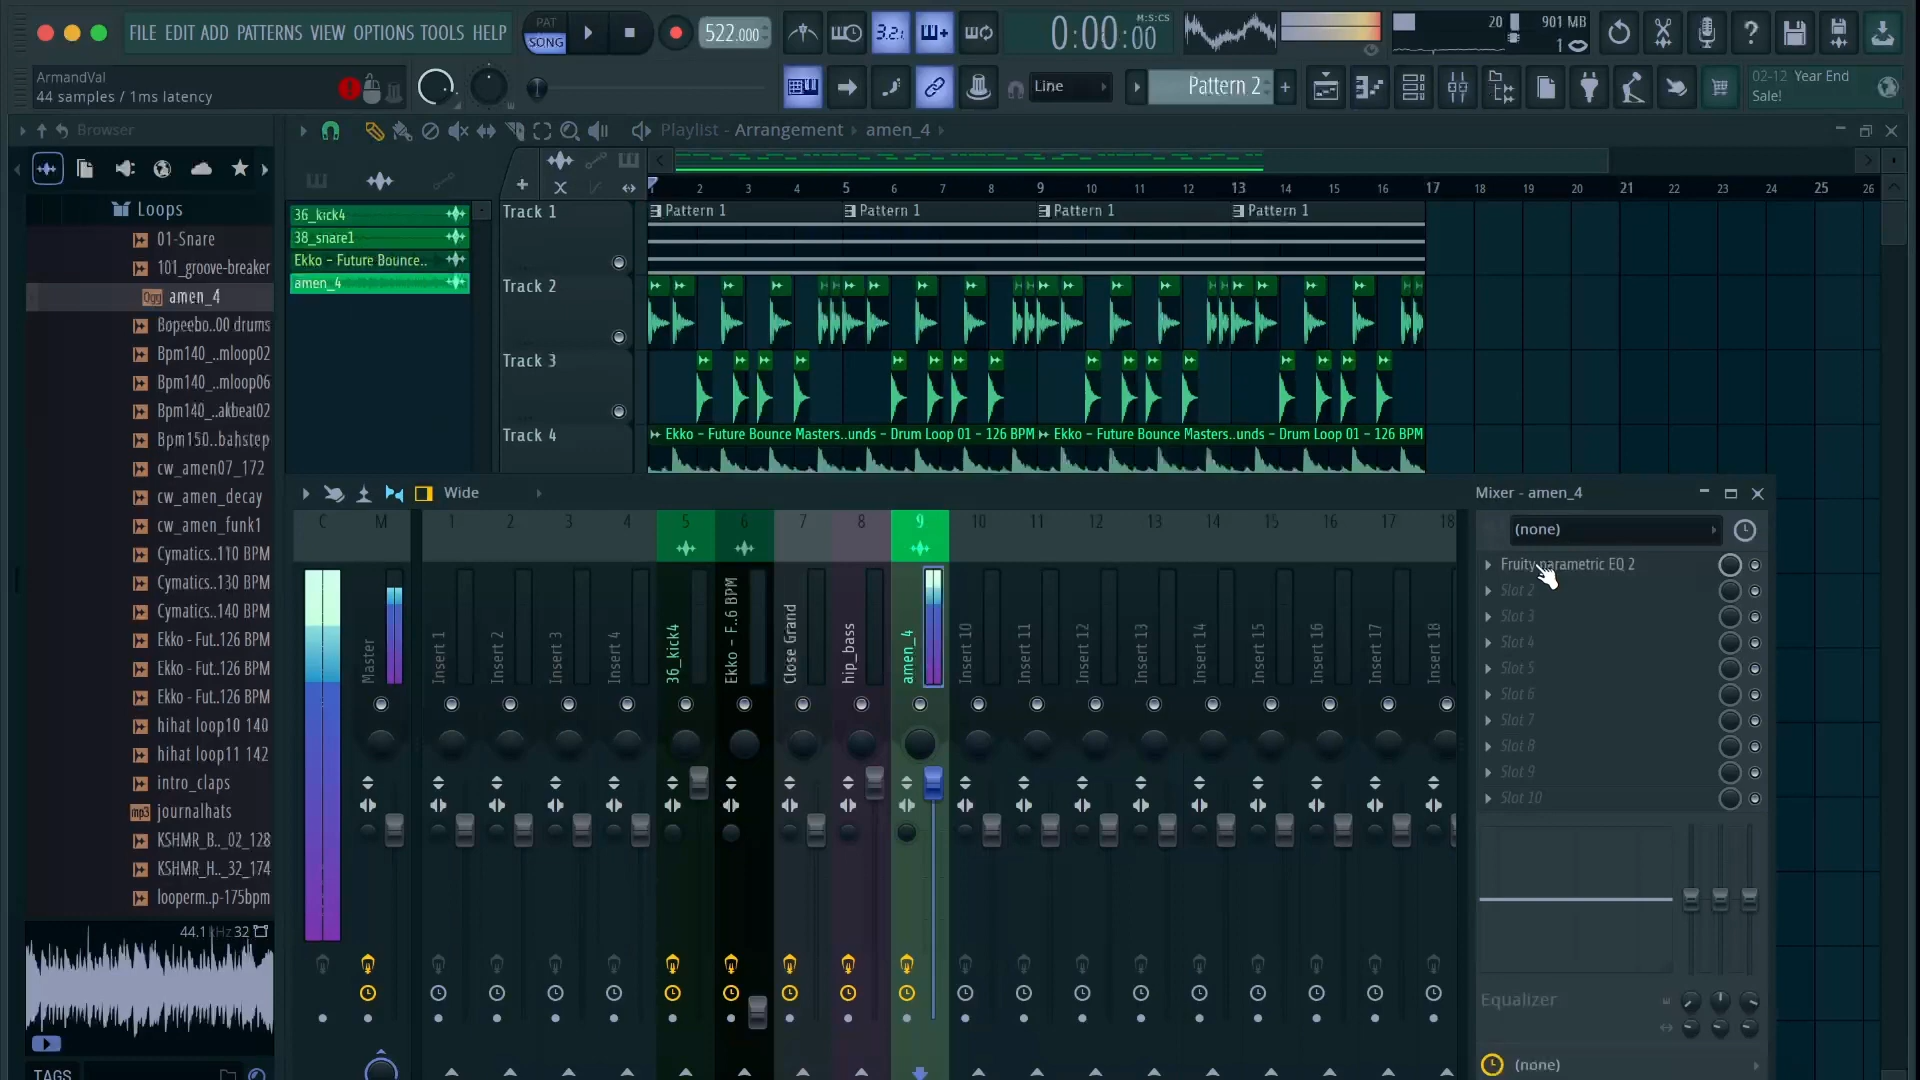 FILE EDIT ADD PATTERNS VIEW OPTIONS TOOLS HELP
PAT
SONG
522.000
3.2.
0:00:00
M:S:CS
20
901 MB
1
ArmandVal
44 samples / 1ms latency
Line
Pattern 2
02-12 Year End
Sale!
Browser
Playlist - Arrangement
amen_4
Loops
01-Snare
101_groove-breaker
amen_4
Bopeebo..00 drums
Bpm140_..mloop02
Bpm140_..mloop06
Bpm140_..akbeat02
Bpm150..bahstep
cw_amen07_172
cw_amen_decay
cw_amen_funk1
Cymatics..110 BPM
Cymatics..130 BPM
Cymatics..140 BPM
Ekko - Fut..126 BPM
Ekko - Fut..126 BPM
Ekko - Fut..126 BPM
hihat loop10 140
hihat loop11 142
intro_claps
mp3 journalhats
KSHMR_B.._02_128
KSHMR_H.._32_174
looperm..p-175bpm
44.1 kHz 32
TAGS
36_kick4
38_snare1
Ekko - Future Bounce..
amen_4
2 3 4 5 6 7 8 9 10 11 12 13 14 15 16 17 18 19 20 21 22 23 24 25 26
Track 1
Pattern 1 Pattern 1 Pattern 1 Pattern 1
Track 2
Track 3
Track 4
Ekko - Future Bounce Masters..unds - Drum Loop 01 - 126 BPM
Ekko - Future Bounce Masters..unds - Drum Loop 01 - 126 BPM
Wide
Mixer - amen_4
C M 1 2 3 4 5 6 7 8 9 10 11 12 13 14 15 16 17 18
Master
Insert 1
Insert 2
Insert 3
Insert 4
36_kick4
Ekko - F..6 BPM
Close Grand
hip_bass
amen_4
Insert 10
Insert 11
Insert 12
Insert 13
Insert 14
Insert 15
Insert 16
Insert 17
Insert 18
(none)
Fruity parametric EQ 2
Slot 2
Slot 3
Slot 4
Slot 5
Slot 6
Slot 7
Slot 8
Slot 9
Slot 10
Equalizer
(none)